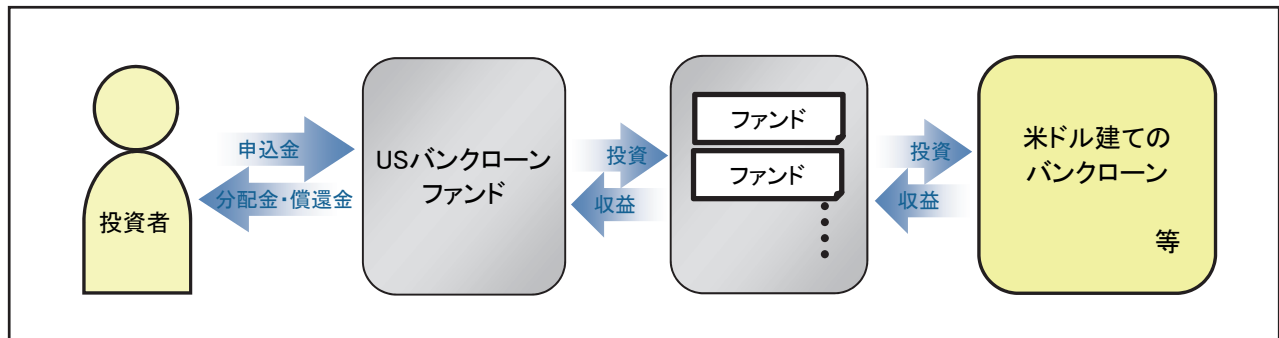 投資者
申込金
分配金・償還金
USバンクローン
ファンド
投資
収益
ファンド
ファンド
投資
収益
米ドル建ての
バンクローン
等